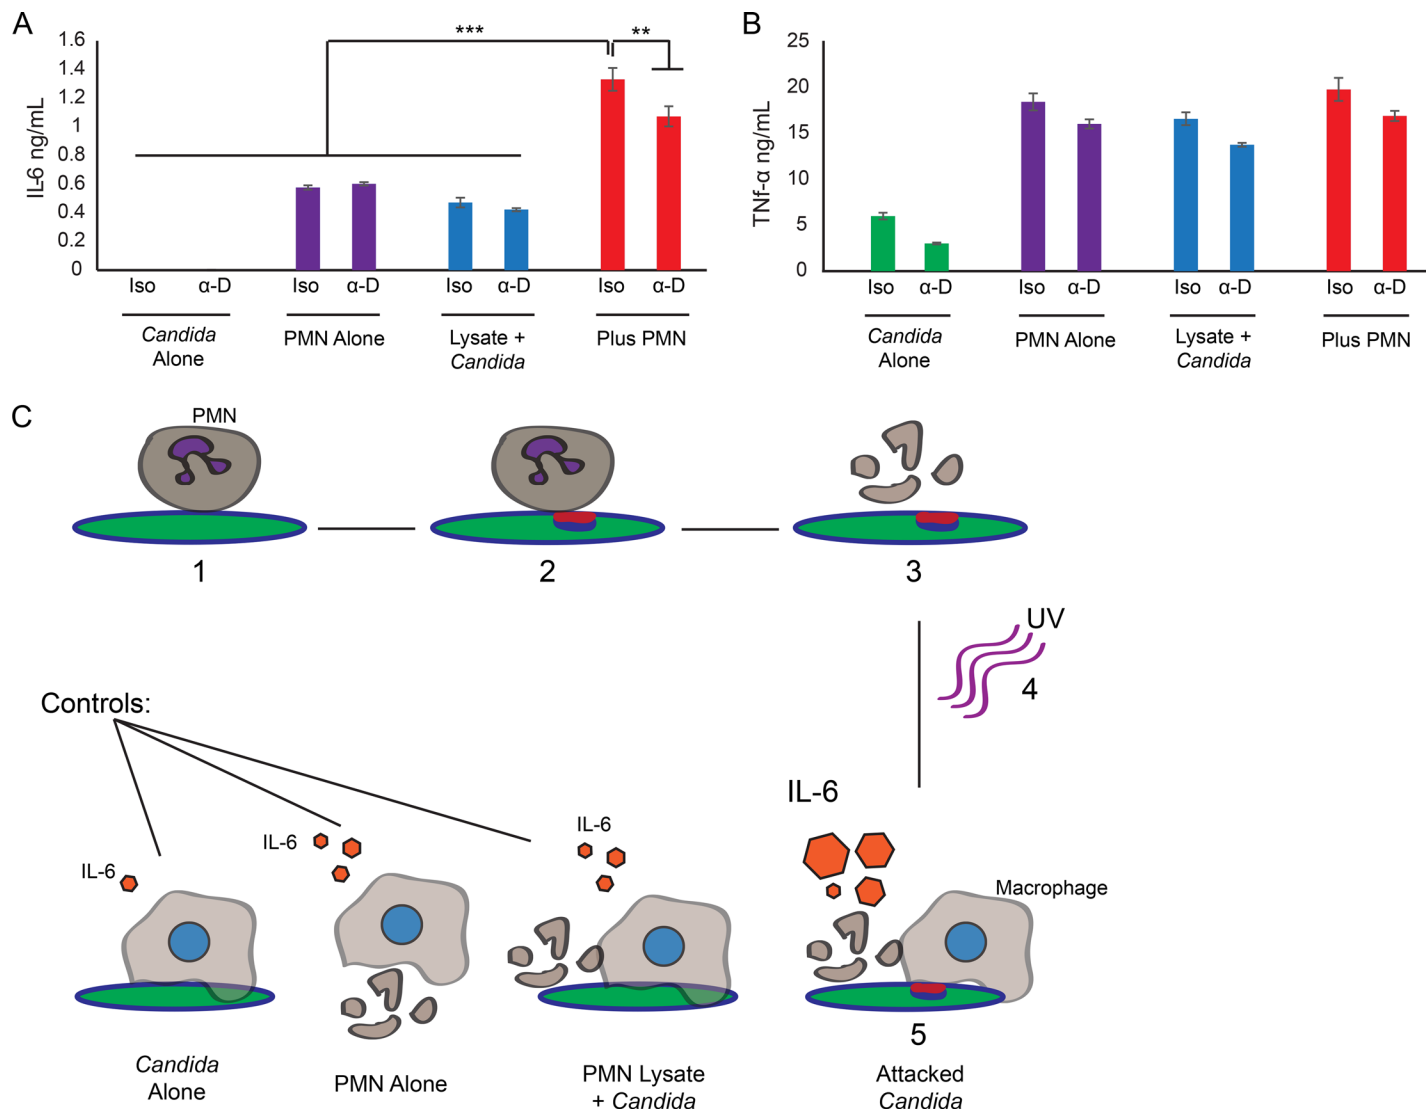 A
IL-6 ng/mL
1.6
1.4
1.2
1
0.8
0.6
0.4
0.2
0
***
**
Iso
α-D
Iso
α-D
Iso
α-D
Iso
α-D
Candida
Alone
PMN Alone
Lysate +
Candida
Plus PMN
B
TNf-α ng/mL
25
20
15
10
5
0
Iso
α-D
Iso
α-D
Iso
α-D
Iso
α-D
Candida
Alone
PMN Alone
Lysate +
Candida
Plus PMN
C
PMN
1
2
3
UV
4
Controls:
IL-6
IL-6
IL-6
IL-6
Macrophage
5
Candida
Alone
PMN Alone
PMN Lysate
+ Candida
Attacked
Candida